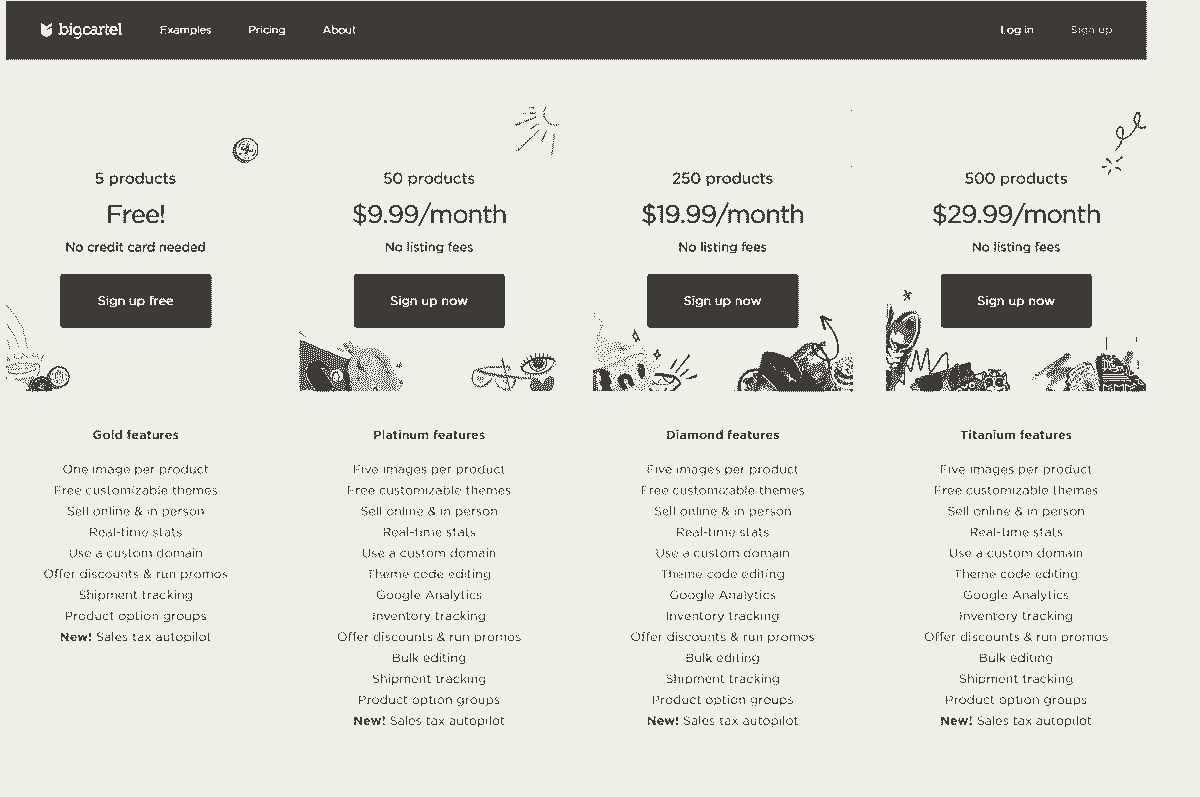 bigcartel Examples Pricing About Log in Sign up
5 products
Free!
No credit card needed
Sign up free
Gold features
One image per product
Free customizable themes
Sell online & in person
Real-time stats
Use a custom domain
Offer discounts & run promos
Shipment tracking
Product option groups
New! Sales tax autopilot
50 products
$9.99/month
No listing fees
Sign up now
Platinum features
Five images per product
Free customizable themes
Sell online & in person
Real-time stats
Use a custom domain
Theme code editing
Google Analytics
Inventory tracking
Offer discounts & run promos
Bulk editing
Shipment tracking
Product option groups
New! Sales tax autopilot
250 products
$19.99/month
No listing fees
Sign up now
Diamond features
Five images per product
Free customizable themes
Sell online & in person
Real-time stats
Use a custom domain
Theme code editing
Google Analytics
Inventory tracking
Offer discounts & run promos
Bulk editing
Shipment tracking
Product option groups
New! Sales tax autopilot
500 products
$29.99/month
No listing fees
Sign up now
Titanium features
Five images per product
Free customizable themes
Sell online & in person
Real-time stats
Use a custom domain
Theme code editing
Google Analytics
Inventory tracking
Offer discounts & run promos
Bulk editing
Shipment tracking
Product option groups
New! Sales tax autopilot